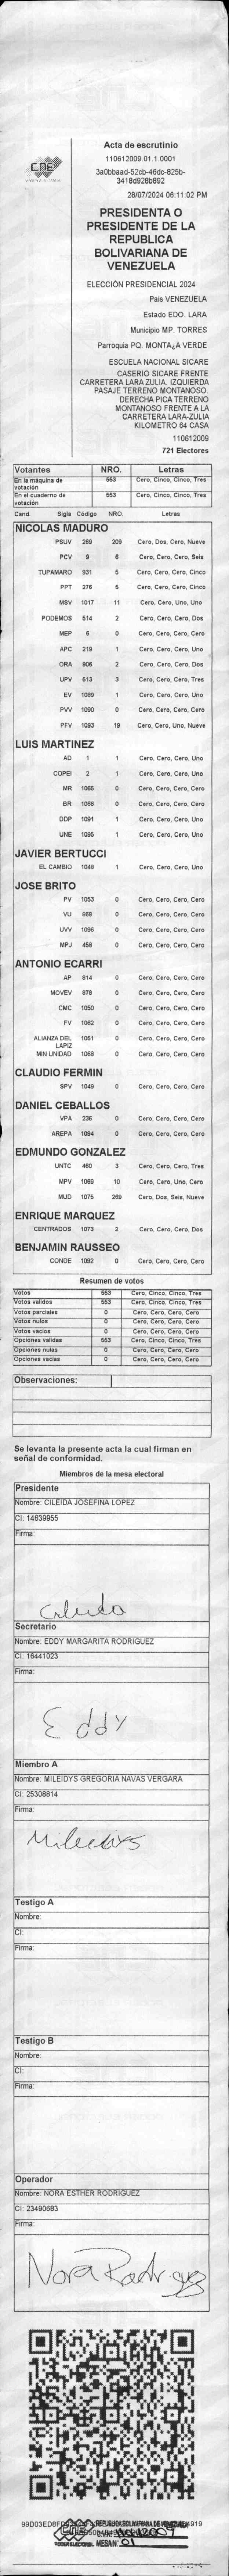 CNE
Acta de escrutinio
110612009.01.1.0001
3a0bbaad-52cb-46dc-825b-
3418d928b892
28/07/2024 06:11:02 PM
PRESIDENTA O
PRESIDENTE DE LA
REPUBLICA
BOLIVARIANA DE
VENEZUELA
ELECCIÓN PRESIDENCIAL 2024
Pais VENEZUELA
Estado EDO. LARA
Municipio MP. TORRES
Parroquia PQ. MONTA¿A VERDE
ESCUELA NACIONAL SICARE
CASERIO SICARE FRENTE
CARRETERA LARA ZULIA. IZQUIERDA
PASAJE TERRENO MONTANOSO.
DERECHA PICA TERRENO
MONTANOSO FRENTE A LA
CARRETERA LARA-ZULIA
KILOMETRO 64 CASA
110612009
721 Electores
Votantes NRO. Letras
En la máquina de votación 553 Cero, Cinco, Cinco, Tres
En el cuaderno de votación 553 Cero, Cinco, Cinco, Tres
Cand. Sigla Código NRO. Letras
NICOLAS MADURO
PSUV 269 209 Cero, Dos, Cero, Nueve
PCV 9 6 Cero, Cero, Cero, Seis
TUPAMARO 931 5 Cero, Cero, Cero, Cinco
PPT 276 5 Cero, Cero, Cero, Cinco
MSV 1017 11 Cero, Cero, Uno, Uno
PODEMOS 514 2 Cero, Cero, Cero, Dos
MEP 6 0 Cero, Cero, Cero, Cero
APC 219 1 Cero, Cero, Cero, Uno
ORA 906 2 Cero, Cero, Cero, Dos
UPV 613 3 Cero, Cero, Cero, Tres
EV 1089 1 Cero, Cero, Cero, Uno
PVV 1090 0 Cero, Cero, Cero, Cero
PFV 1093 19 Cero, Cero, Uno, Nueve
LUIS MARTINEZ
AD 1 1 Cero, Cero, Cero, Uno
COPEI 2 1 Cero, Cero, Cero, Uno
MR 1065 0 Cero, Cero, Cero, Cero
BR 1066 0 Cero, Cero, Cero, Cero
DDP 1091 1 Cero, Cero, Cero, Uno
UNE 1095 1 Cero, Cero, Cero, Uno
JAVIER BERTUCCI
EL CAMBIO 1048 1 Cero, Cero, Cero, Uno
JOSE BRITO
PV 1053 0 Cero, Cero, Cero, Cero
VU 868 0 Cero, Cero, Cero, Cero
UVV 1096 0 Cero, Cero, Cero, Cero
MPJ 458 0 Cero, Cero, Cero, Cero
ANTONIO ECARRI
AP 814 0 Cero, Cero, Cero, Cero
MOVEV 878 0 Cero, Cero, Cero, Cero
CMC 1050 0 Cero, Cero, Cero, Cero
FV 1062 0 Cero, Cero, Cero, Cero
ALIANZA DEL LAPIZ 1051 0 Cero, Cero, Cero, Cero
MIN UNIDAD 1068 0 Cero, Cero, Cero, Cero
CLAUDIO FERMIN
SPV 1049 0 Cero, Cero, Cero, Cero
DANIEL CEBALLOS
VPA 236 0 Cero, Cero, Cero, Cero
AREPA 1094 0 Cero, Cero, Cero, Cero
EDMUNDO GONZALEZ
UNTC 460 3 Cero, Cero, Cero, Tres
MPV 1069 10 Cero, Cero, Uno, Cero
MUD 1075 269 Cero, Dos, Seis, Nueve
ENRIQUE MARQUEZ
CENTRADOS 1073 2 Cero, Cero, Cero, Dos
BENJAMIN RAUSSEO
CONDE 1092 0 Cero, Cero, Cero, Cero
Resumen de votos
Votos 553 Cero, Cinco, Cinco, Tres
Votos validos 553 Cero, Cinco, Cinco, Tres
Votos parciales 0 Cero, Cero, Cero, Cero
Votos nulos 0 Cero, Cero, Cero, Cero
Votos vacios 0 Cero, Cero, Cero, Cero
Opciones validas 553 Cero, Cinco, Cinco, Tres
Opciones nulas 0 Cero, Cero, Cero, Cero
Opciones vacias 0 Cero, Cero, Cero, Cero
Observaciones:
Se levanta la presente acta la cual firman en
señal de conformidad.
Miembros de la mesa electoral
Presidente
Nombre: CILEIDA JOSEFINA LOPEZ
CI: 14639955
Firma:
Secretario
Nombre: EDDY MARGARITA RODRIGUEZ
CI: 16441023
Firma:
Eddy
Miembro A
Nombre: MILEIDYS GREGORIA NAVAS VERGARA
CI: 25308814
Firma:
Mileidys
Testigo A
Nombre:
CI:
Firma:
Testigo B
Nombre:
CI:
Firma:
Operador
Nombre: NORA ESTHER RODRIGUEZ
CI: 23490683
Firma:
Nora Rodriguez
REPUBLICA BOLIVARIANA DE VENEZUELA
110612009
MESA N° 01